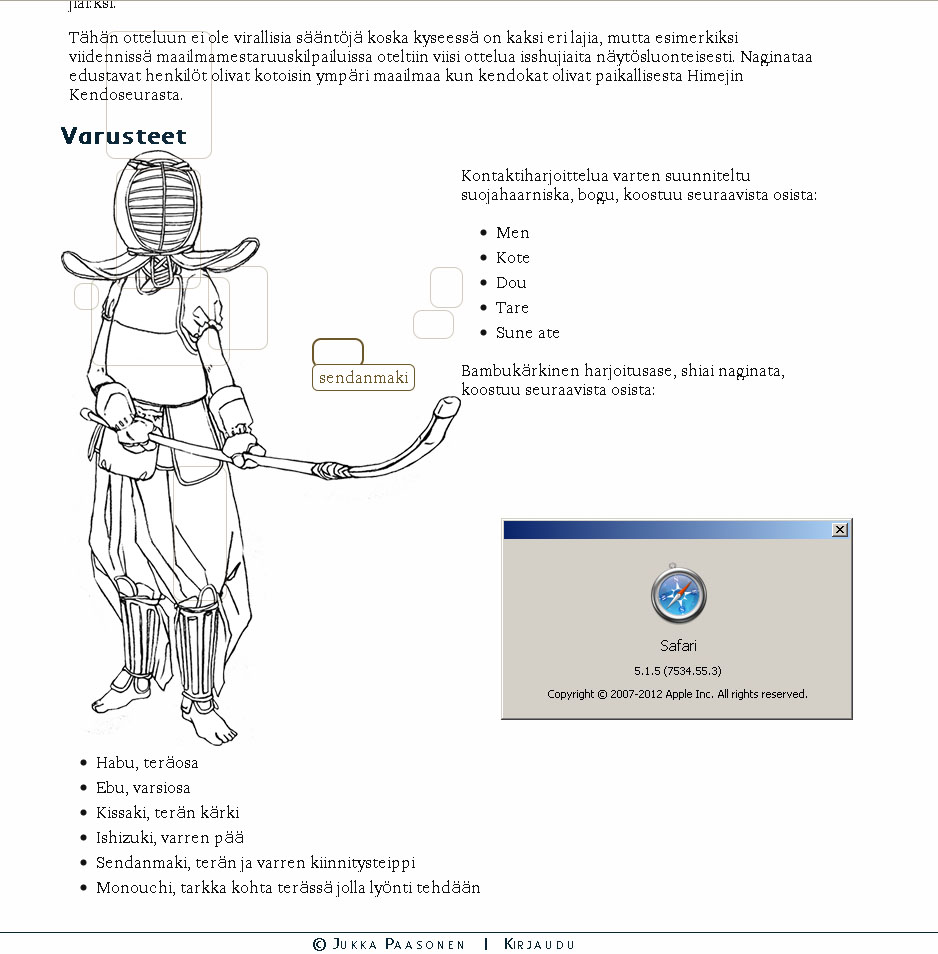 Tähän otteluun ei ole virallisia sääntöjä koska kyseessä on kaksi eri lajia, mutta esimerkiksi
viidennissä maailmamestaruuskilpailuissa oteltiin viisi ottelua isshujiaita näytösluonteisesti. Naginataa
edustavat henkilöt olivat kotoisin ympäri maailmaa kun kendokat olivat paikallisesta Himejin
Kendoseurasta.
Varusteet
Kontaktiharjoittelua varten suunniteltu
suojahaarniska, bogu, koostuu seuraavista osista:
Men
Kote
Dou
Tare
Sune ate
sendanmaki
Bambukärkinen harjoitusase, shiai naginata,
koostuu seuraavista osista:
Safari
5.1.5 (7534.55.3)
Copyright © 2007-2012 Apple Inc. All rights reserved.
Habu, teräosa
Ebu, varsiosa
Kissaki, terän kärki
Ishizuki, varren pää
Sendanmaki, terän ja varren kiinnitysteippi
Monouchi, tarkka kohta terässä jolla lyönti tehdään
© Jukka Paasonen | Kirjaudu